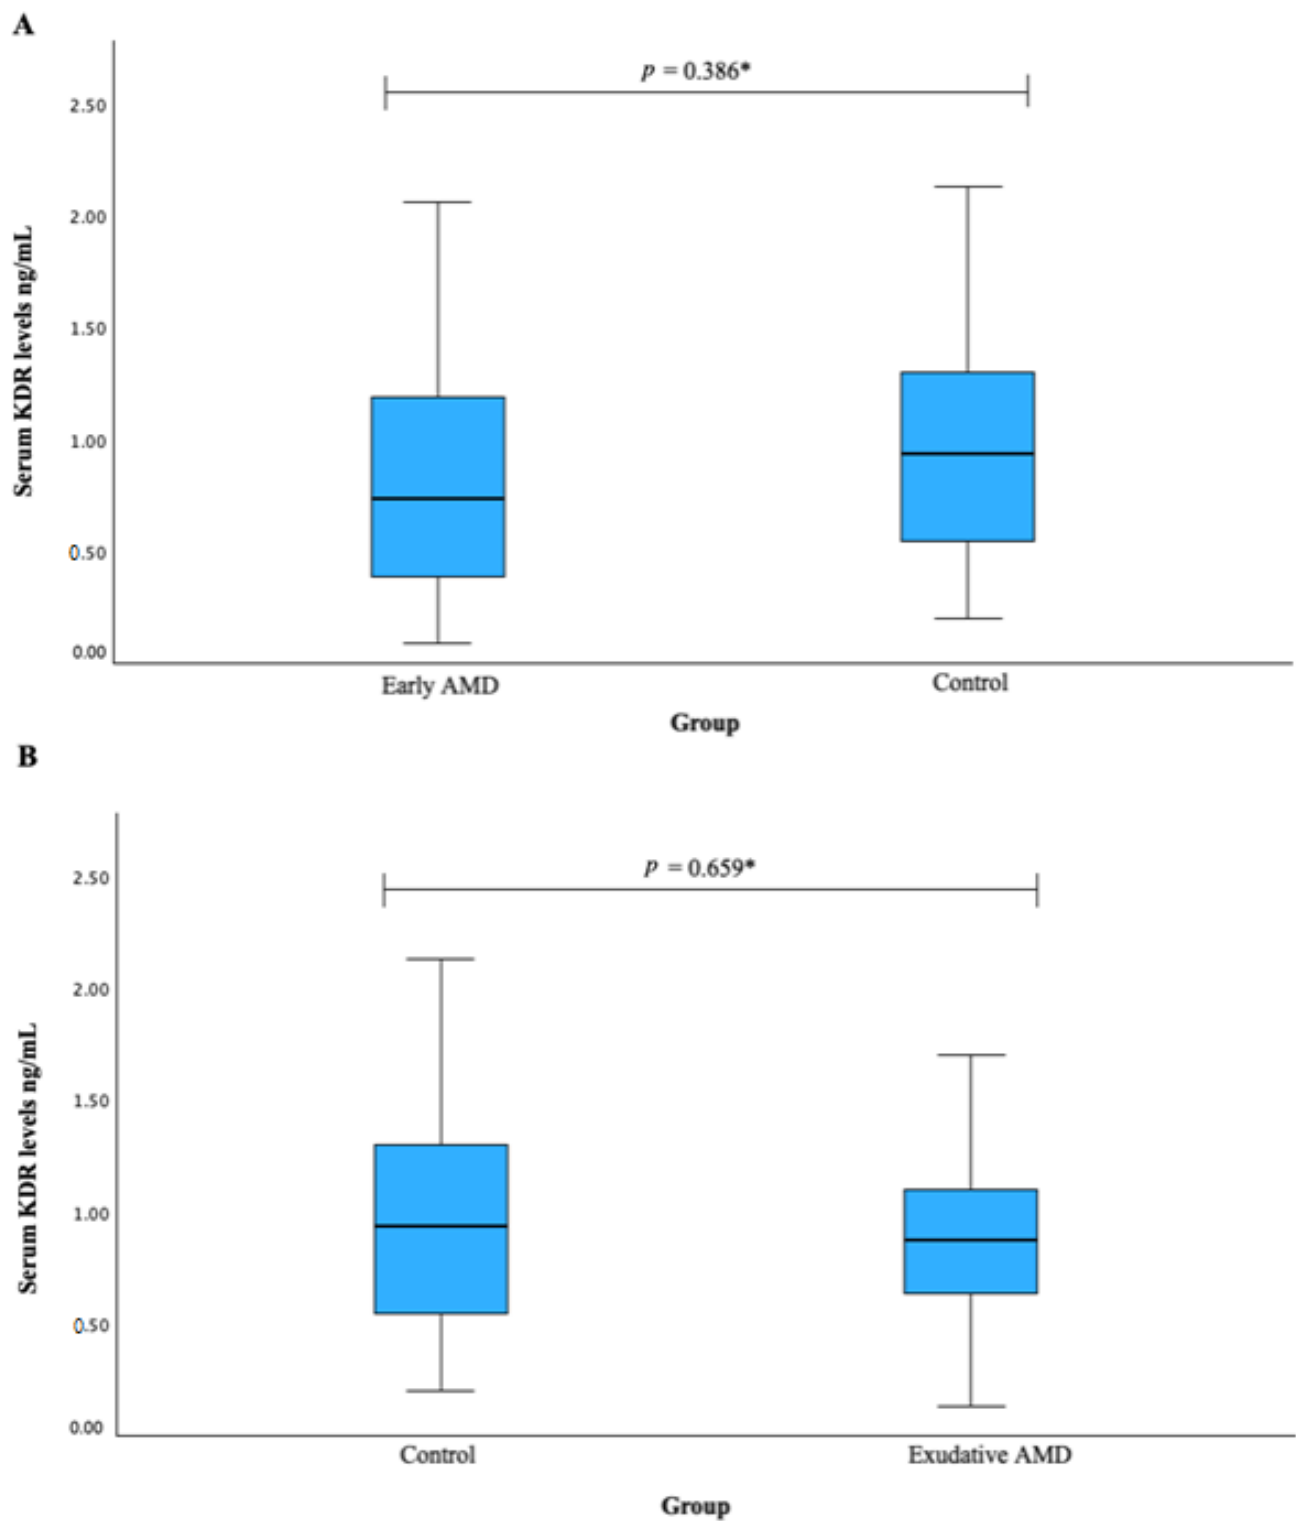 A
p = 0.386*
2.50
2.00
1.50
1.00
0.50
0.00
Serum KDR levels ng/mL
Early AMD
Control
Group
B
p = 0.659*
2.50
2.00
1.50
1.00
0.50
0.00
Serum KDR levels ng/mL
Control
Exudative AMD
Group